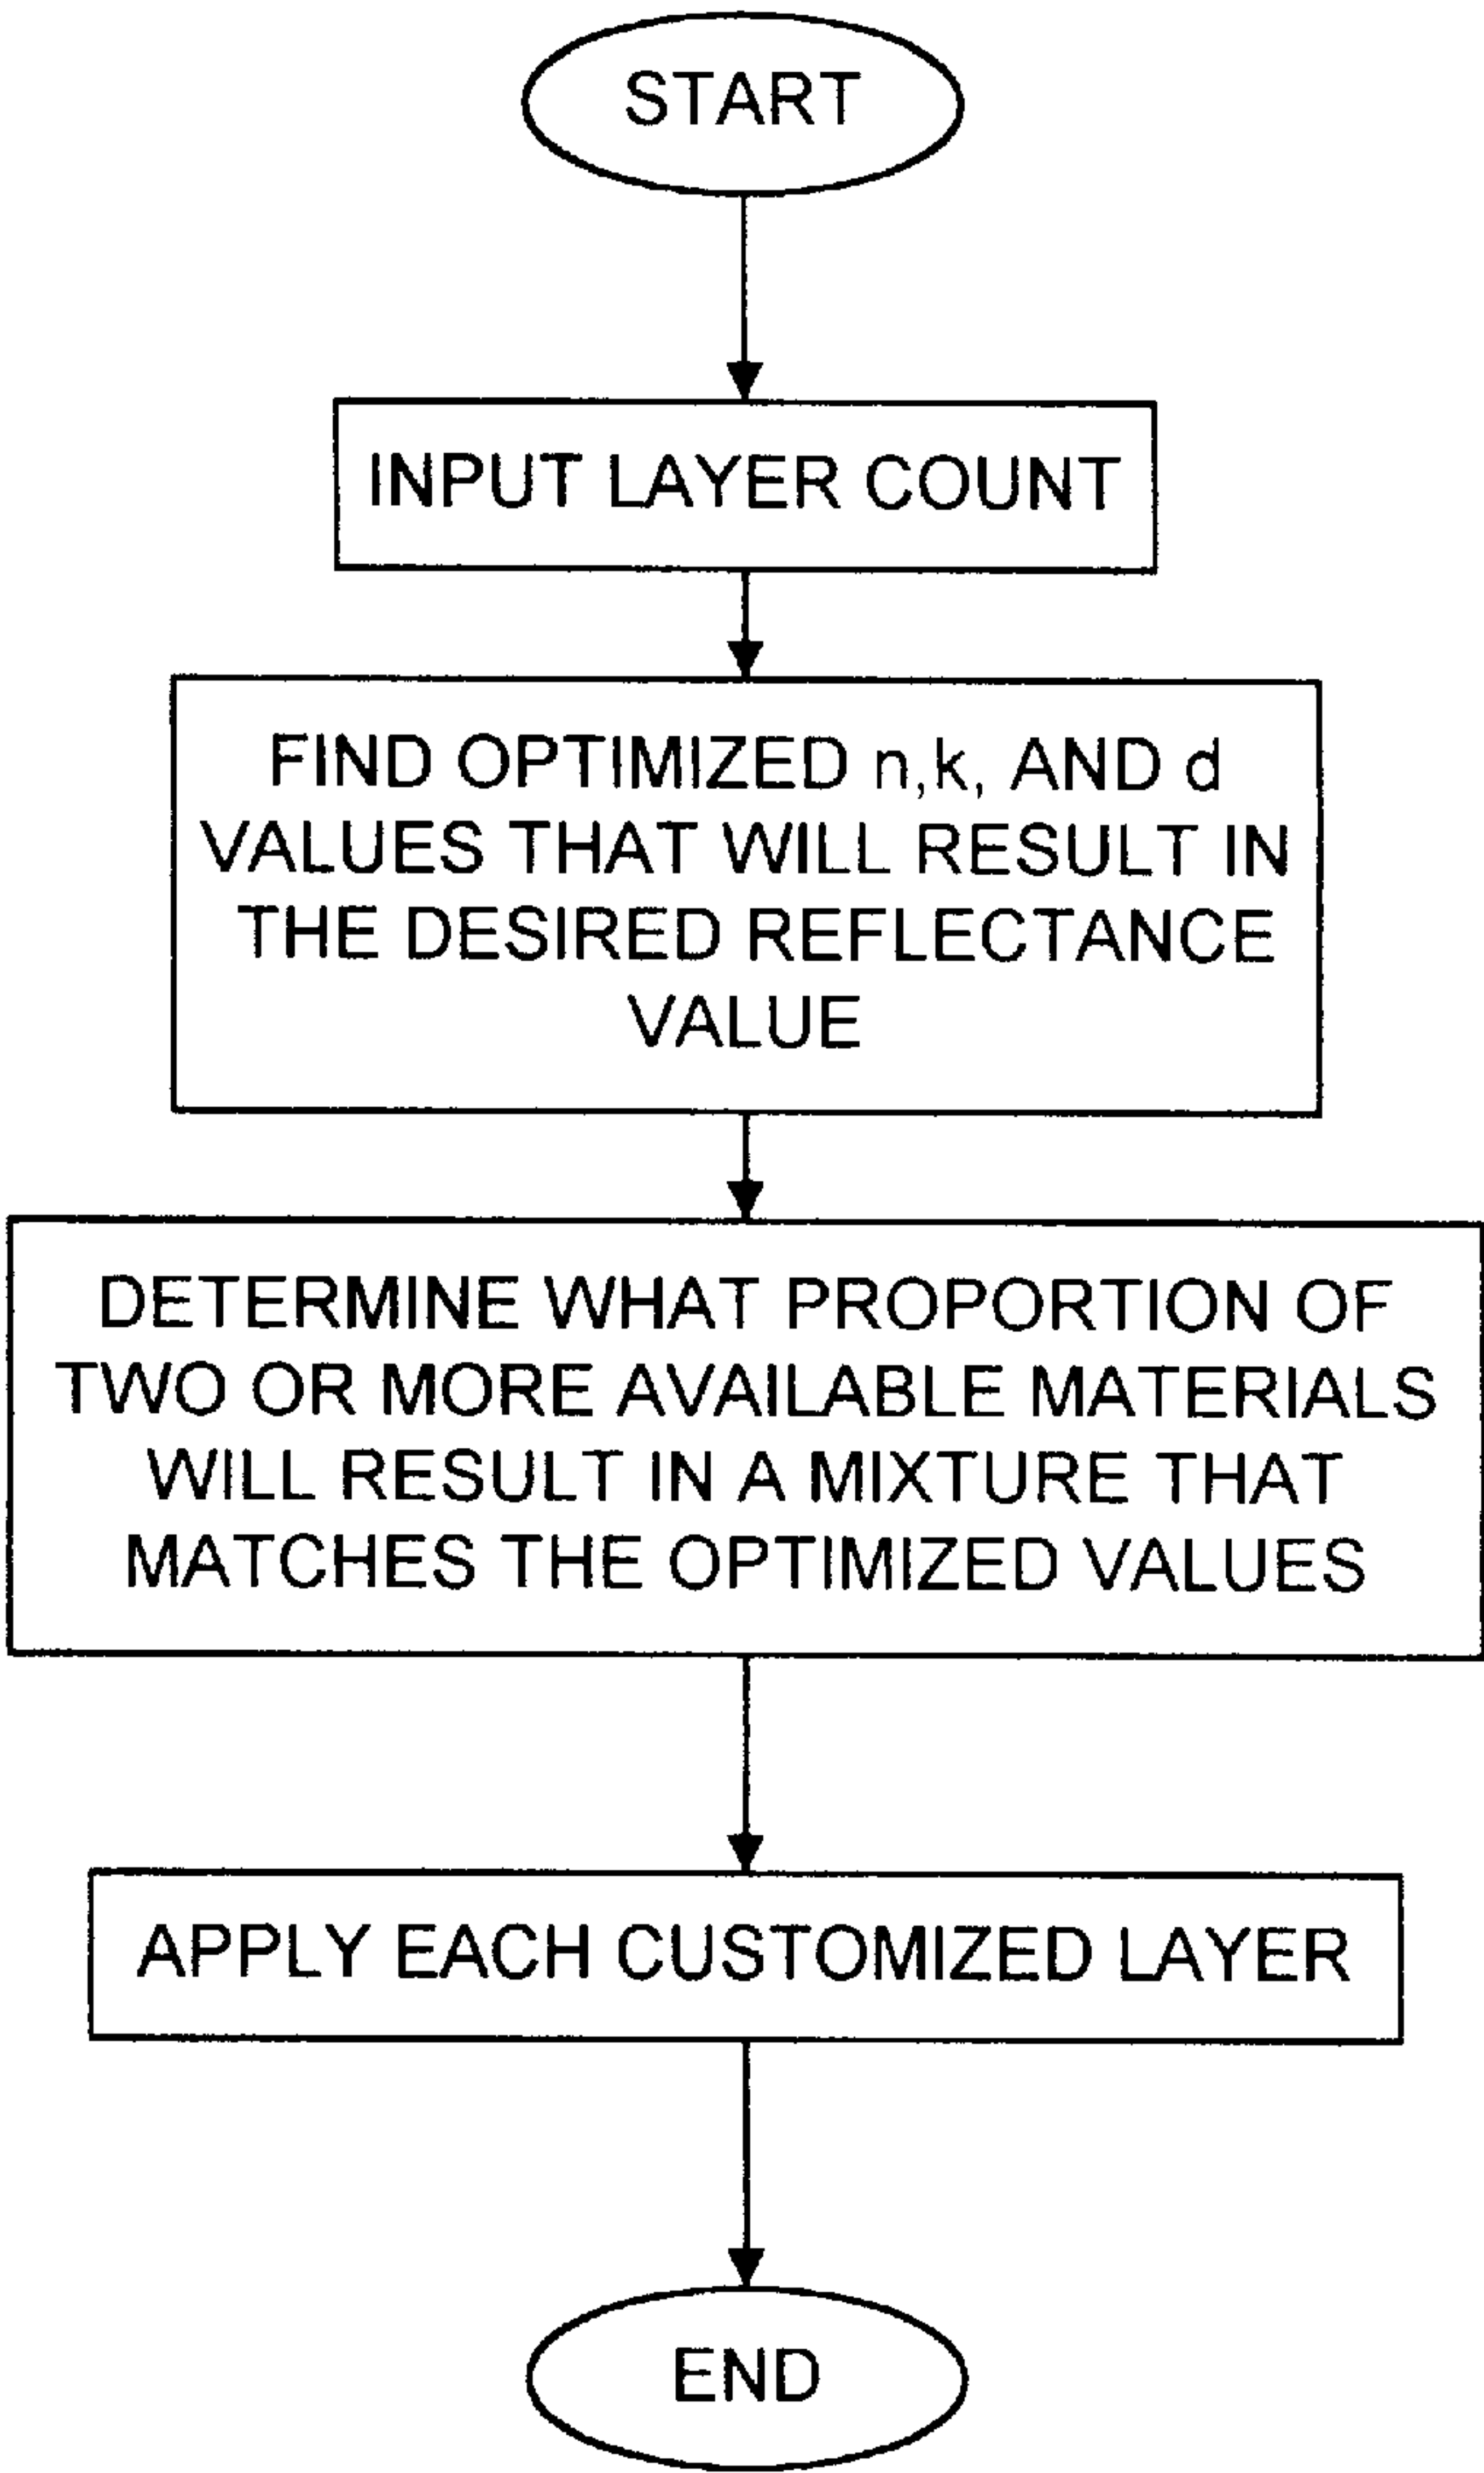 START
INPUT LAYER COUNT
FIND OPTIMIZED n,k, AND d
VALUES THAT WILL RESULT IN
THE DESIRED REFLECTANCE
VALUE
DETERMINE WHAT PROPORTION OF
TWO OR MORE AVAILABLE MATERIALS
WILL RESULT IN A MIXTURE THAT
MATCHES THE OPTIMIZED VALUES
APPLY EACH CUSTOMIZED LAYER
END